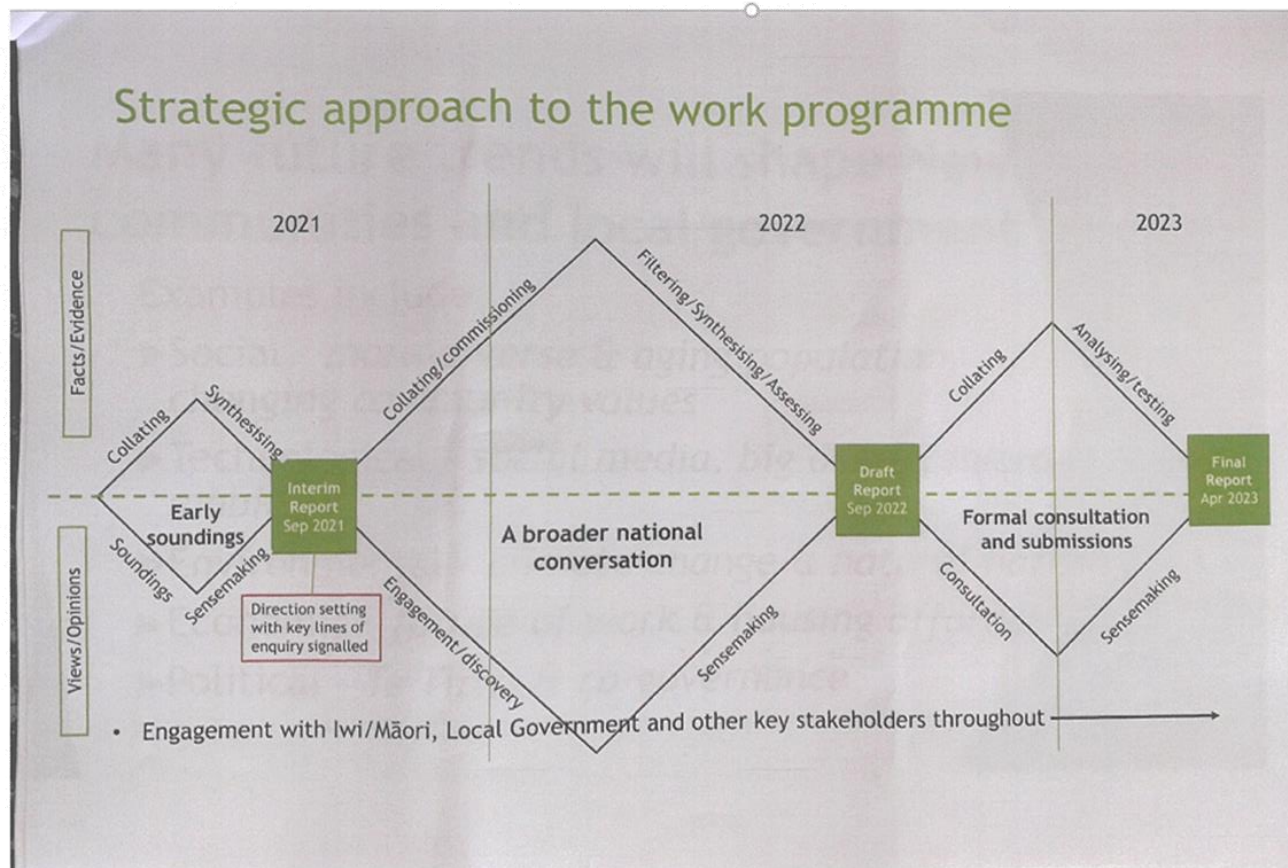 Strategic approach to the work programme
2021
2022
2023
Facts/Evidence
Views/Opinions
Collating
Synthesising
Early
soundings
Soundings
Sensemaking
Interim
Report
Sep 2021
Direction setting
with key lines of
enquiry signalled
Collating/commissioning
Filtering/Synthesising/Assessing
A broader national
conversation
Engagement/discovery
Sensemaking
Draft
Report
Sep 2022
Collating
Analysing/testing
Formal consultation
and submissions
Consultation
Sensemaking
Final
Report
Apr 2023
• Engagement with Iwi/Māori, Local Government and other key stakeholders throughout